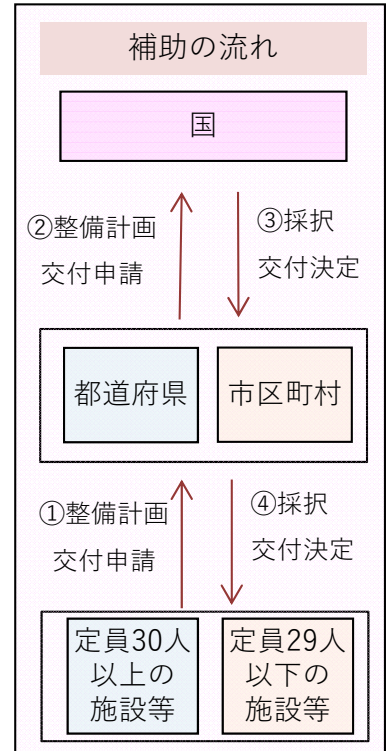 補助の流れ
国
②整備計画
交付申請
③採択
交付決定
都道府県
市区町村
①整備計画
交付申請
④採択
交付決定
定員30人
以上の
施設等
定員29人
以下の
施設等